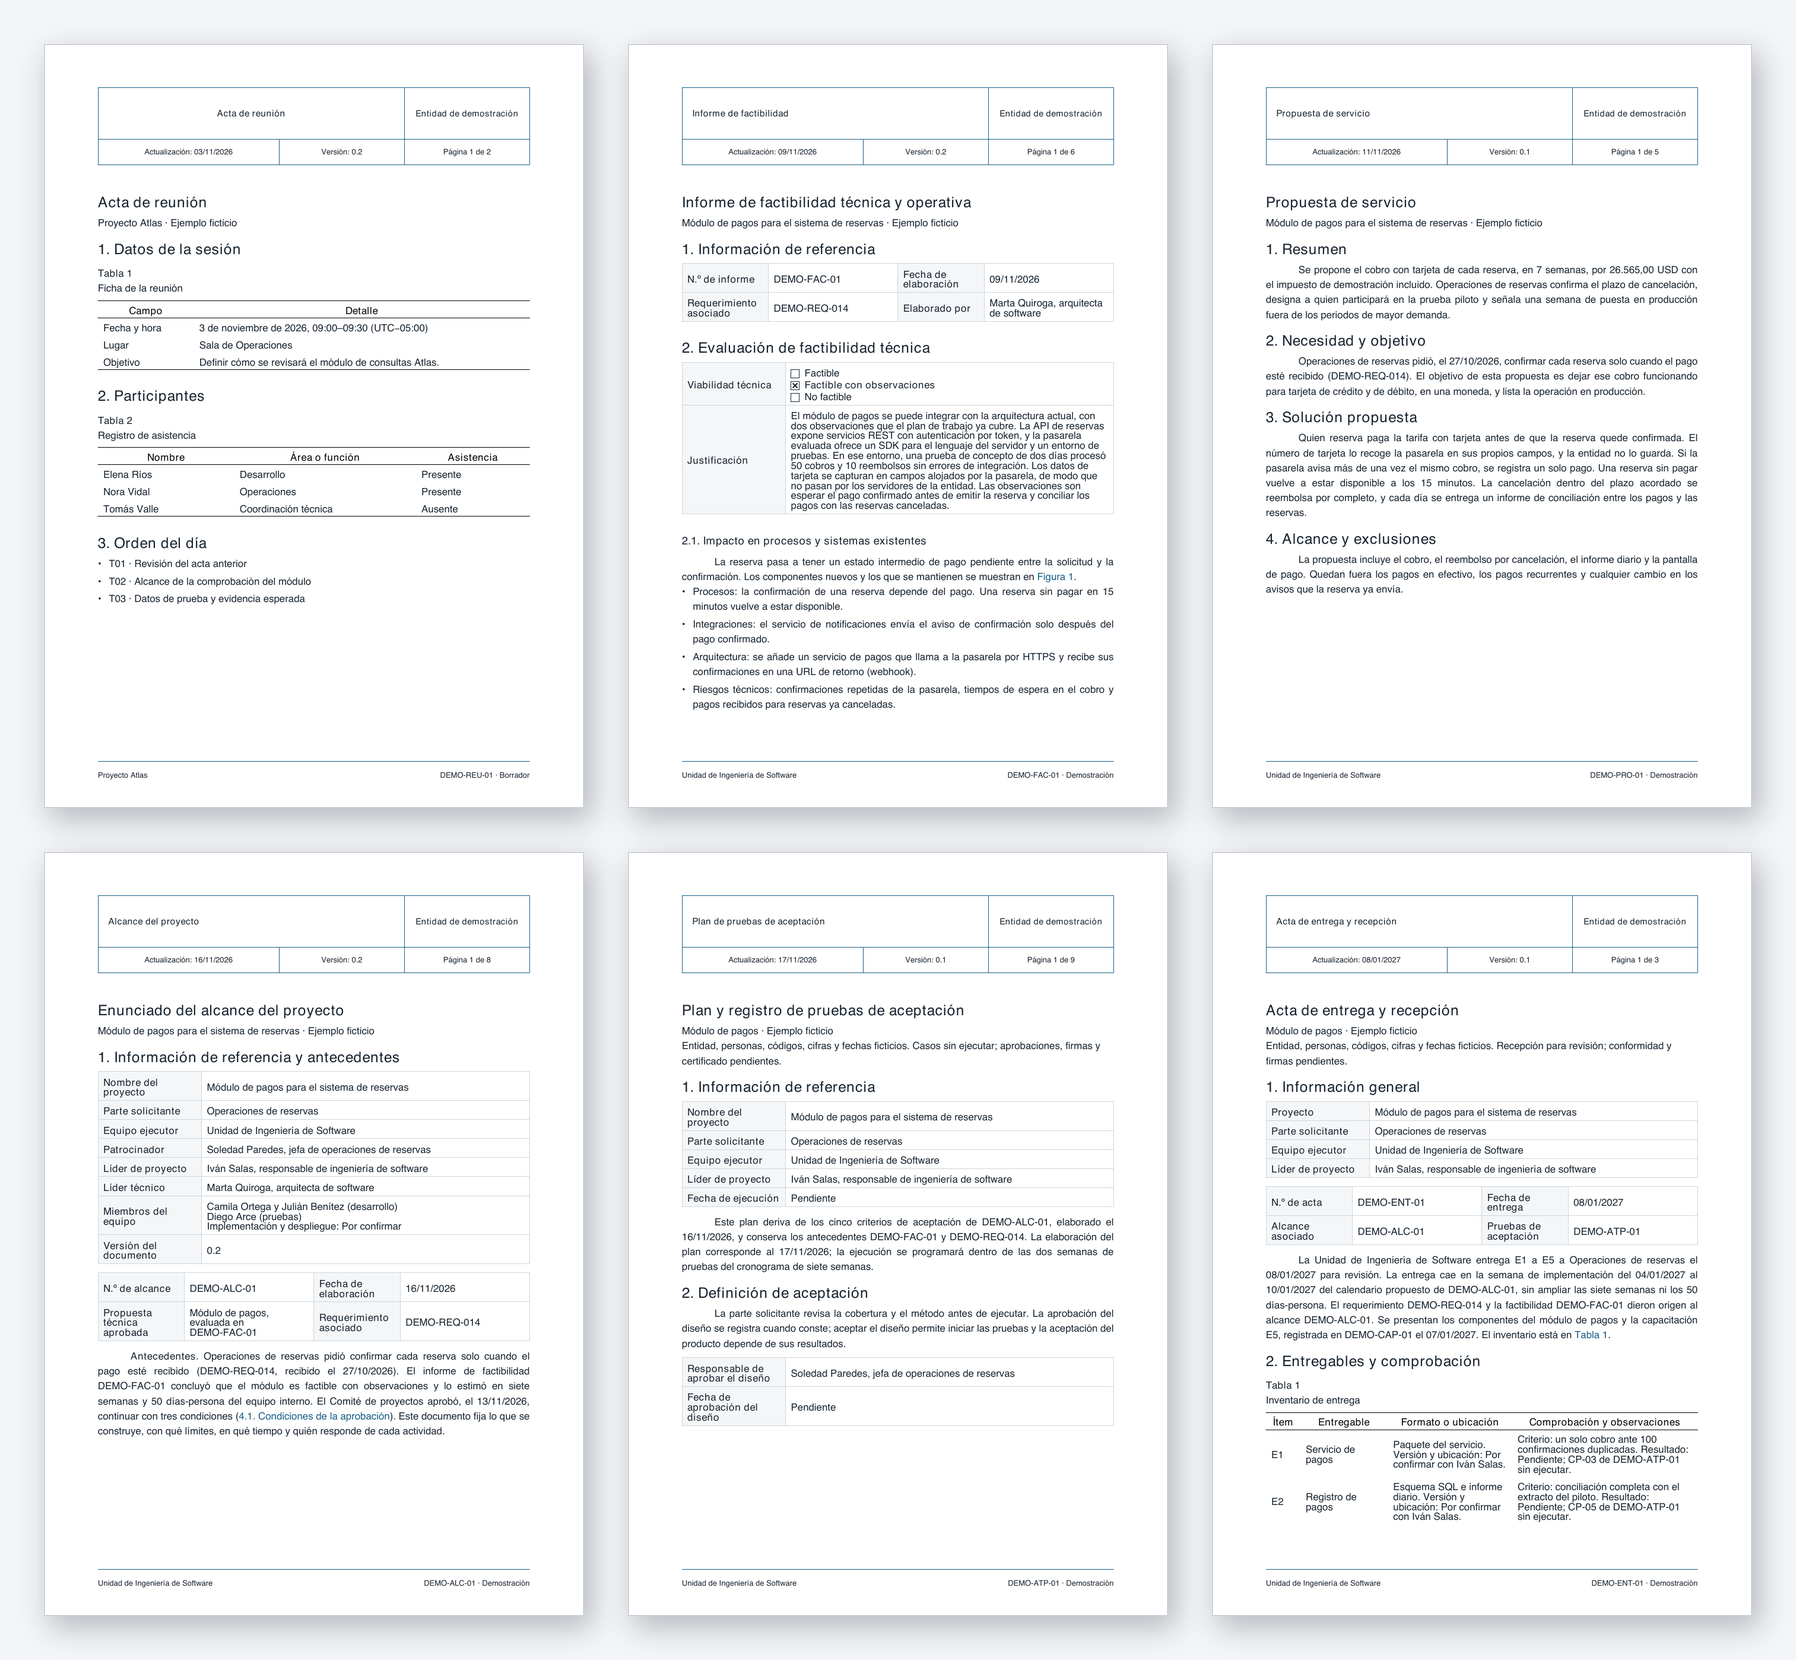 Acta de reunión
Entidad de demostración
Actualización: 03/11/2026
Versión: 0.2
Página 1 de 2
Acta de reunión
Proyecto Atlas · Ejemplo ficticio
1. Datos de la sesión
Tabla 1
Ficha de la reunión
Campo Detalle
Fecha y hora 3 de noviembre de 2026, 09:00–09:30 (UTC−05:00)
Lugar Sala de Operaciones
Objetivo Definir cómo se revisará el módulo de consultas Atlas.
2. Participantes
Tabla 2
Registro de asistencia
Nombre Área o función Asistencia
Elena Ríos Desarrollo Presente
Nora Vidal Operaciones Presente
Tomás Valle Coordinación técnica Ausente
3. Orden del día
• T01 · Revisión del acta anterior
• T02 · Alcance de la comprobación del módulo
• T03 · Datos de prueba y evidencia esperada
Proyecto Atlas
DEMO-REU-01 · Borrador
Informe de factibilidad
Entidad de demostración
Actualización: 09/11/2026
Versión: 0.2
Página 1 de 6
Informe de factibilidad técnica y operativa
Módulo de pagos para el sistema de reservas · Ejemplo ficticio
1. Información de referencia
N.º de informe
DEMO-FAC-01
Fecha de
elaboración
09/11/2026
Requerimiento
asociado
DEMO-REQ-014
Elaborado por
Marta Quiroga, arquitecta
de software
2. Evaluación de factibilidad técnica
Viabilidad técnica
☐ Factible
☒ Factible con observaciones
☐ No factible
Justificación
El módulo de pagos se puede integrar con la arquitectura actual, con
dos observaciones que el plan de trabajo ya cubre. La API de reservas
expone servicios REST con autenticación por token, y la pasarela
evaluada ofrece un SDK para el lenguaje del servidor y un entorno de
pruebas. En ese entorno, una prueba de concepto de dos días procesó
50 cobros y 10 reembolsos sin errores de integración. Los datos de
tarjeta se capturan en campos alojados por la pasarela, de modo que
no pasan por los servidores de la entidad. Las observaciones son
esperar el pago confirmado antes de emitir la reserva y conciliar los
pagos con las reservas canceladas.
2.1. Impacto en procesos y sistemas existentes
La reserva pasa a tener un estado intermedio de pago pendiente entre la solicitud y la
confirmación. Los componentes nuevos y los que se mantienen se muestran en Figura 1.
• Procesos: la confirmación de una reserva depende del pago. Una reserva sin pagar en 15
minutos vuelve a estar disponible.
• Integraciones: el servicio de notificaciones envía el aviso de confirmación solo después del
pago confirmado.
• Arquitectura: se añade un servicio de pagos que llama a la pasarela por HTTPS y recibe sus
confirmaciones en una URL de retorno (webhook).
• Riesgos técnicos: confirmaciones repetidas de la pasarela, tiempos de espera en el cobro y
pagos recibidos para reservas ya canceladas.
Unidad de Ingeniería de Software
DEMO-FAC-01 · Demostración
Propuesta de servicio
Entidad de demostración
Actualización: 11/11/2026
Versión: 0.1
Página 1 de 5
Propuesta de servicio
Módulo de pagos para el sistema de reservas · Ejemplo ficticio
1. Resumen
Se propone el cobro con tarjeta de cada reserva, en 7 semanas, por 26.565,00 USD con
el impuesto de demostración incluido. Operaciones de reservas confirma el plazo de cancelación,
designa a quien participará en la prueba piloto y señala una semana de puesta en producción
fuera de los periodos de mayor demanda.
2. Necesidad y objetivo
Operaciones de reservas pidió, el 27/10/2026, confirmar cada reserva solo cuando el pago
esté recibido (DEMO-REQ-014). El objetivo de esta propuesta es dejar ese cobro funcionando
para tarjeta de crédito y de débito, en una moneda, y lista la operación en producción.
3. Solución propuesta
Quien reserva paga la tarifa con tarjeta antes de que la reserva quede confirmada. El
número de tarjeta lo recoge la pasarela en sus propios campos, y la entidad no lo guarda. Si la
pasarela avisa más de una vez el mismo cobro, se registra un solo pago. Una reserva sin pagar
vuelve a estar disponible a los 15 minutos. La cancelación dentro del plazo acordado se
reembolsa por completo, y cada día se entrega un informe de conciliación entre los pagos y las
reservas.
4. Alcance y exclusiones
La propuesta incluye el cobro, el reembolso por cancelación, el informe diario y la pantalla
de pago. Quedan fuera los pagos en efectivo, los pagos recurrentes y cualquier cambio en los
avisos que la reserva ya envía.
Unidad de Ingeniería de Software
DEMO-PRO-01 · Demostración
Alcance del proyecto
Entidad de demostración
Actualización: 16/11/2026
Versión: 0.2
Página 1 de 8
Enunciado del alcance del proyecto
Módulo de pagos para el sistema de reservas · Ejemplo ficticio
1. Información de referencia y antecedentes
Nombre del
proyecto
Módulo de pagos para el sistema de reservas
Parte solicitante Operaciones de reservas
Equipo ejecutor Unidad de Ingeniería de Software
Patrocinador Soledad Paredes, jefa de operaciones de reservas
Líder de proyecto Iván Salas, responsable de ingeniería de software
Líder técnico Marta Quiroga, arquitecta de software
Miembros del
equipo
Camila Ortega y Julián Benítez (desarrollo)
Diego Arce (pruebas)
Implementación y despliegue: Por confirmar
Versión del
documento
0.2
N.º de alcance
DEMO-ALC-01
Fecha de
elaboración
16/11/2026
Propuesta
técnica
aprobada
Módulo de pagos,
evaluada en
DEMO-FAC-01
Requerimiento
asociado
DEMO-REQ-014
Antecedentes. Operaciones de reservas pidió confirmar cada reserva solo cuando el
pago esté recibido (DEMO-REQ-014, recibido el 27/10/2026). El informe de factibilidad
DEMO-FAC-01 concluyó que el módulo es factible con observaciones y lo estimó en siete
semanas y 50 días-persona del equipo interno. El Comité de proyectos aprobó, el 13/11/2026,
continuar con tres condiciones (4.1. Condiciones de la aprobación). Este documento fija lo que se
construye, con qué límites, en qué tiempo y quién responde de cada actividad.
Unidad de Ingeniería de Software
DEMO-ALC-01 · Demostración
Plan de pruebas de aceptación
Entidad de demostración
Actualización: 17/11/2026
Versión: 0.1
Página 1 de 9
Plan y registro de pruebas de aceptación
Módulo de pagos · Ejemplo ficticio
Entidad, personas, códigos, cifras y fechas ficticios. Casos sin ejecutar; aprobaciones, firmas y
certificado pendientes.
1. Información de referencia
Nombre del
proyecto
Módulo de pagos para el sistema de reservas
Parte solicitante Operaciones de reservas
Equipo ejecutor Unidad de Ingeniería de Software
Líder de proyecto Iván Salas, responsable de ingeniería de software
Fecha de ejecución Pendiente
Este plan deriva de los cinco criterios de aceptación de DEMO-ALC-01, elaborado el
16/11/2026, y conserva los antecedentes DEMO-FAC-01 y DEMO-REQ-014. La elaboración del
plan corresponde al 17/11/2026; la ejecución se programará dentro de las dos semanas de
pruebas del cronograma de siete semanas.
2. Definición de aceptación
La parte solicitante revisa la cobertura y el método antes de ejecutar. La aprobación del
diseño se registra cuando conste; aceptar el diseño permite iniciar las pruebas y la aceptación del
producto depende de sus resultados.
Responsable de
aprobar el diseño
Soledad Paredes, jefa de operaciones de reservas
Fecha de
aprobación del
diseño
Pendiente
Unidad de Ingeniería de Software
DEMO-ATP-01 · Demostración
Acta de entrega y recepción
Entidad de demostración
Actualización: 08/01/2027
Versión: 0.1
Página 1 de 3
Acta de entrega y recepción
Módulo de pagos · Ejemplo ficticio
Entidad, personas, códigos, cifras y fechas ficticios. Recepción para revisión; conformidad y
firmas pendientes.
1. Información general
Proyecto Módulo de pagos para el sistema de reservas
Parte solicitante Operaciones de reservas
Equipo ejecutor Unidad de Ingeniería de Software
Líder de proyecto Iván Salas, responsable de ingeniería de software
N.º de acta
DEMO-ENT-01
Fecha de
entrega
08/01/2027
Alcance
asociado
DEMO-ALC-01
Pruebas de
aceptación
DEMO-ATP-01
La Unidad de Ingeniería de Software entrega E1 a E5 a Operaciones de reservas el
08/01/2027 para revisión. La entrega cae en la semana de implementación del 04/01/2027 al
10/01/2027 del calendario propuesto de DEMO-ALC-01, sin ampliar las siete semanas ni los 50
días-persona. El requerimiento DEMO-REQ-014 y la factibilidad DEMO-FAC-01 dieron origen al
alcance DEMO-ALC-01. Se presentan los componentes del módulo de pagos y la capacitación
E5, registrada en DEMO-CAP-01 el 07/01/2027. El inventario está en Tabla 1.
2. Entregables y comprobación
Tabla 1
Inventario de entrega
Ítem Entregable Formato o ubicación Comprobación y observaciones
E1
Servicio de
pagos
Paquete del servicio.
Versión y ubicación: Por
confirmar con Iván Salas.
Criterio: un solo cobro ante 100
confirmaciones duplicadas. Resultado:
Pendiente; CP-03 de DEMO-ATP-01
sin ejecutar.
E2
Registro de
pagos
Esquema SQL e informe
diario. Versión y
ubicación: Por confirmar
con Iván Salas.
Criterio: conciliación completa con el
extracto del piloto. Resultado:
Pendiente; CP-05 de DEMO-ATP-01
sin ejecutar.
Unidad de Ingeniería de Software
DEMO-ENT-01 · Demostración